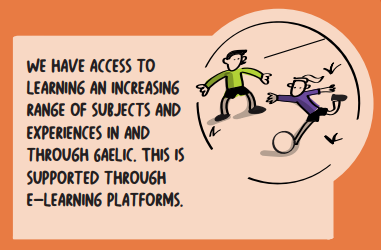 WE HAVE ACCESS TO
LEARNING AN INCREASING
RANGE OF SUBJECTS AND
EXPERIENCES IN AND
THROUGH GAELIC. THIS IS
SUPPORTED THROUGH
E-LEARNING PLATFORMS.